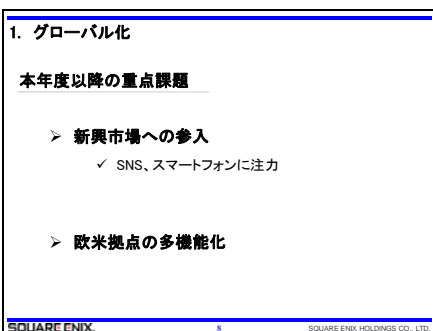 1. グローバル化
本年度以降の重点課題
➢ 新興市場への参入
✓ SNS、スマートフォンに注力
➢ 欧米拠点の多機能化
SQUARE ENIX.
8
SQUARE ENIX HOLDINGS CO., LTD.